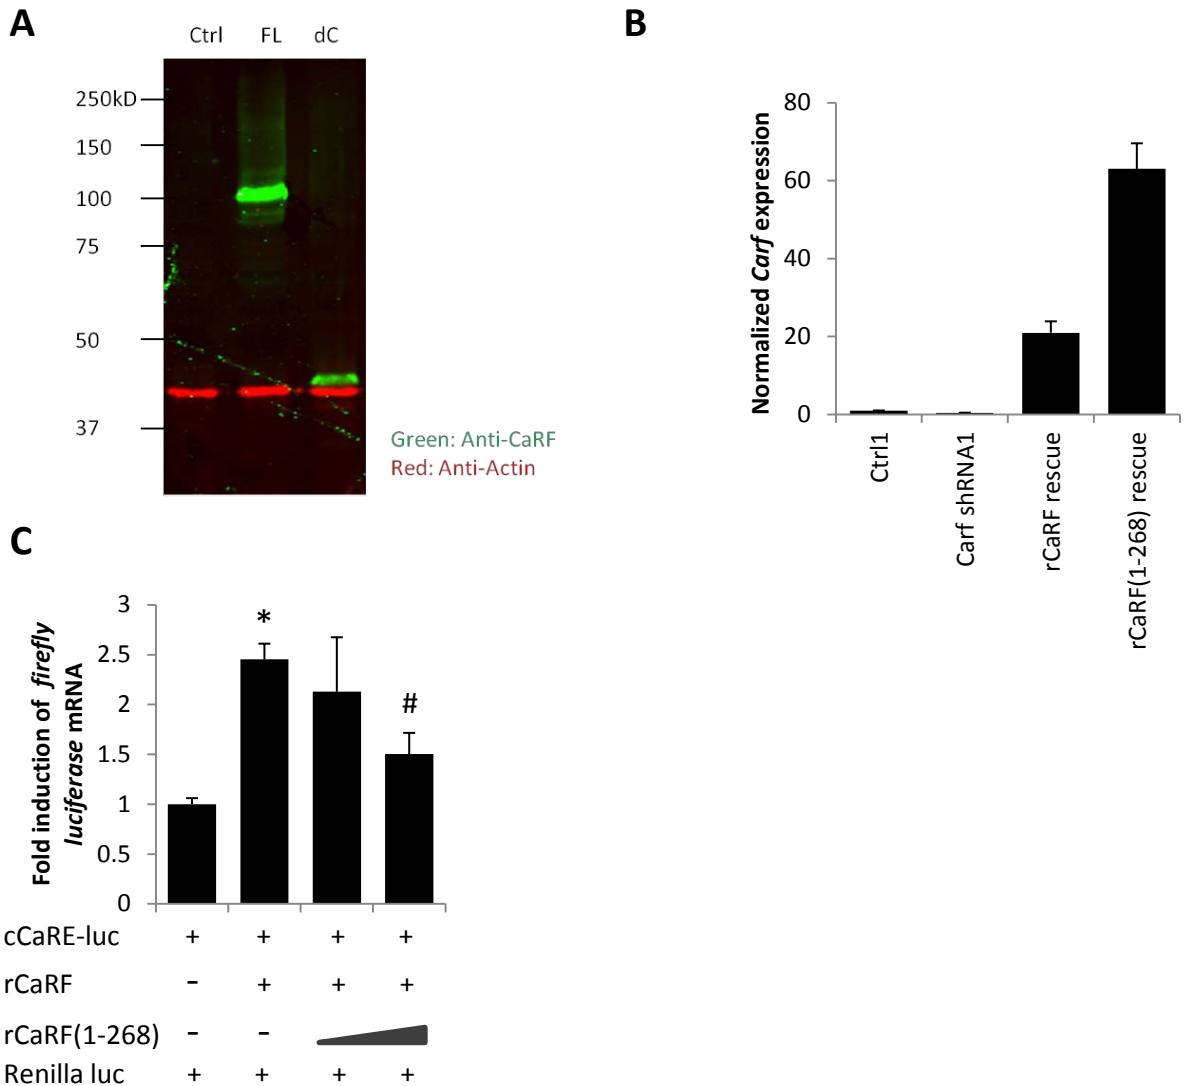 A
Ctrl FL dC
250kD
150
100
75
50
37
Green: Anti-CaRF
Red: Anti-Actin
B
Normalized Carf expression
80
60
40
20
0
Ctrl1
Carf shRNA1
rCaRF rescue
rCaRF(1-268) rescue
C
Fold induction of firefly
luciferase mRNA
3
2.5
2
1.5
1
0.5
0
*
#
cCaRE-luc + + + +
rCaRF - + + +
rCaRF(1-268) - -
Renilla luc + + + +